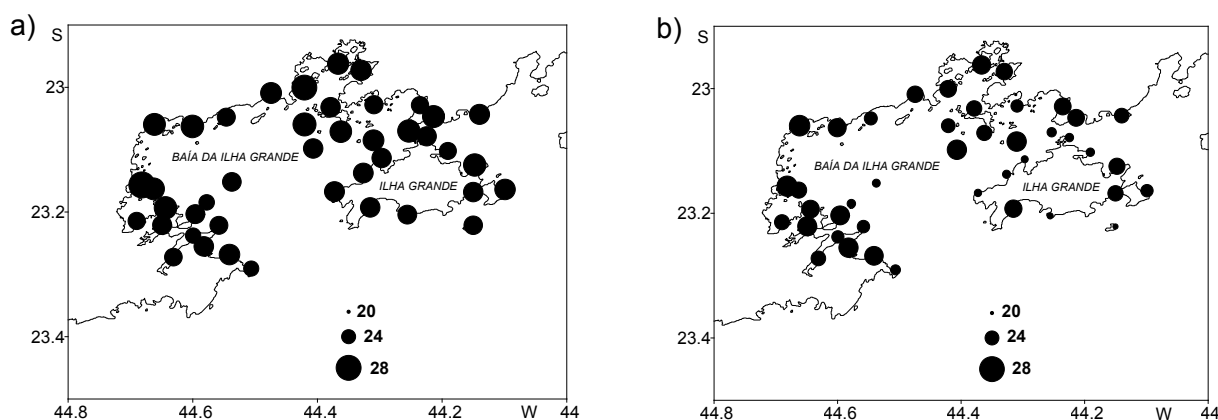 a)
S
23
BAÍA DA ILHA GRANDE
ILHA GRANDE
23.2
20
24
23.4
28
44.8
44.6
44.4
44.2
W
44
b)
S
23
BAÍA DA ILHA GRANDE
ILHA GRANDE
23.2
20
24
23.4
28
44.8
44.6
44.4
44.2
W
44